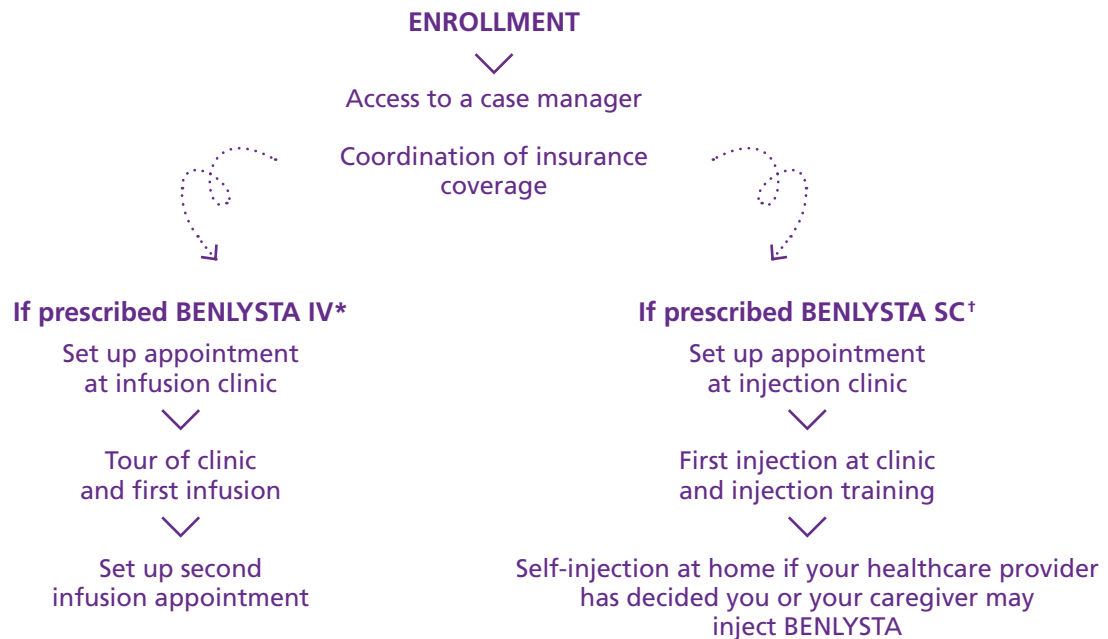 ENROLLMENT
Access to a case manager
Coordination of insurance
coverage
If prescribed BENLYSTA IV*
Set up appointment
at infusion clinic
Tour of clinic
and first infusion
Set up second
infusion appointment
If prescribed BENLYSTA SC†
Set up appointment
at injection clinic
First injection at clinic
and injection training
Self-injection at home if your healthcare provider
has decided you or your caregiver may
inject BENLYSTA